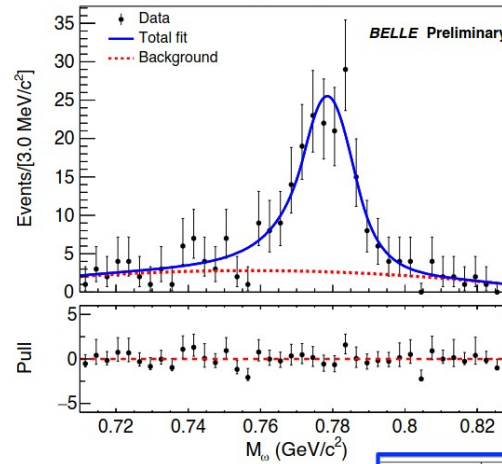 Data
Total fit
Background
BELLE Preliminary
Events/[3.0 MeV/c²]
35
30
25
20
15
10
5
0
Pull
5
0
−5
0.72
0.74
0.76
0.78
0.8
0.82
M_ω (GeV/c²)